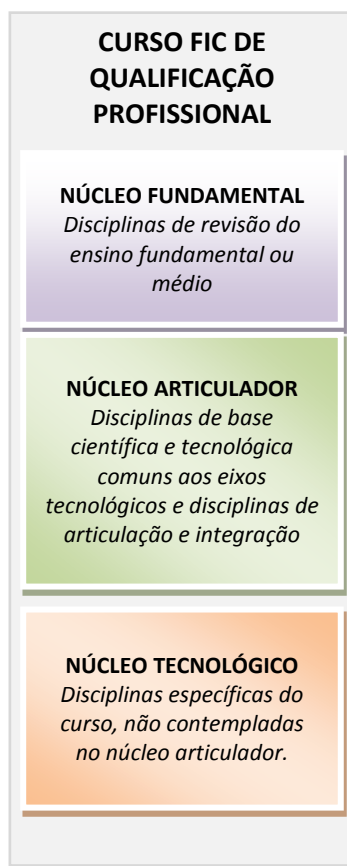 CURSO FIC DE
QUALIFICAÇÃO
PROFISSIONAL
NÚCLEO FUNDAMENTAL
Disciplinas de revisão do
ensino fundamental ou
médio
NÚCLEO ARTICULADOR
Disciplinas de base
científica e tecnológica
comuns aos eixos
tecnológicos e disciplinas de
articulação e integração
NÚCLEO TECNOLÓGICO
Disciplinas específicas do
curso, não contempladas
no núcleo articulador.